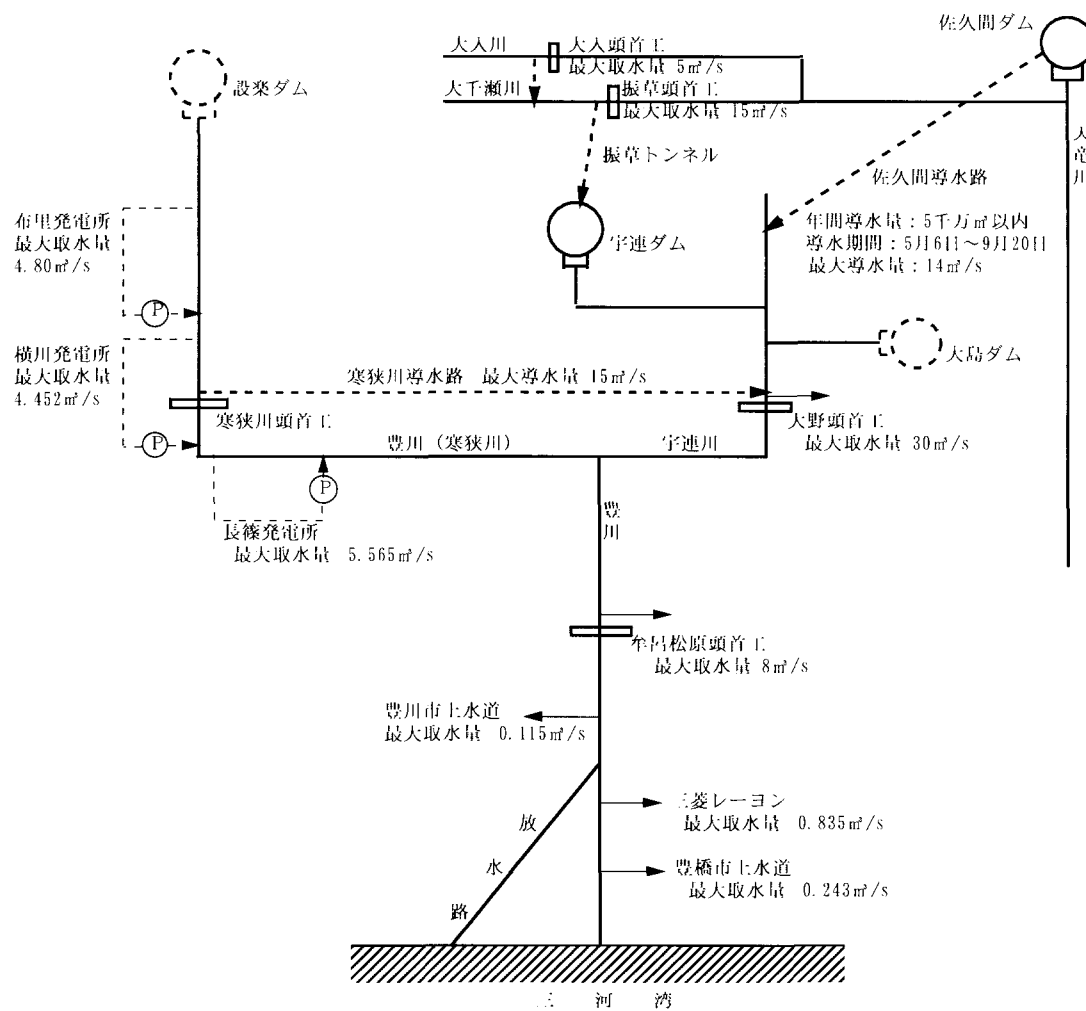 佐久間ダム
大入川
大入頭首工
最大取水量 5㎥/s
設楽ダム
大千瀬川
振草頭首工
最大取水量 15㎥/s
天竜川
振草トンネル
佐久間導水路
布里発電所
最大取水量
4.80㎥/s
宇連ダム
年間導水量：5千万㎥以内
導水期間：5月6日～9月20日
最大導水量：14㎥/s
P
横川発電所
最大取水量
4.452㎥/s
大島ダム
寒狭川導水路 最大導水量 15㎥/s
寒狭川頭首工
大野頭首工
最大取水量 30㎥/s
P
豊川（寒狭川）
宇連川
P
長篠発電所
最大取水量 5.565㎥/s
豊川
牟呂松原頭首工
最大取水量 8㎥/s
豊川市上水道
最大取水量 0.115㎥/s
三菱レーヨン
最大取水量 0.835㎥/s
放水路
豊橋市上水道
最大取水量 0.243㎥/s
三河湾